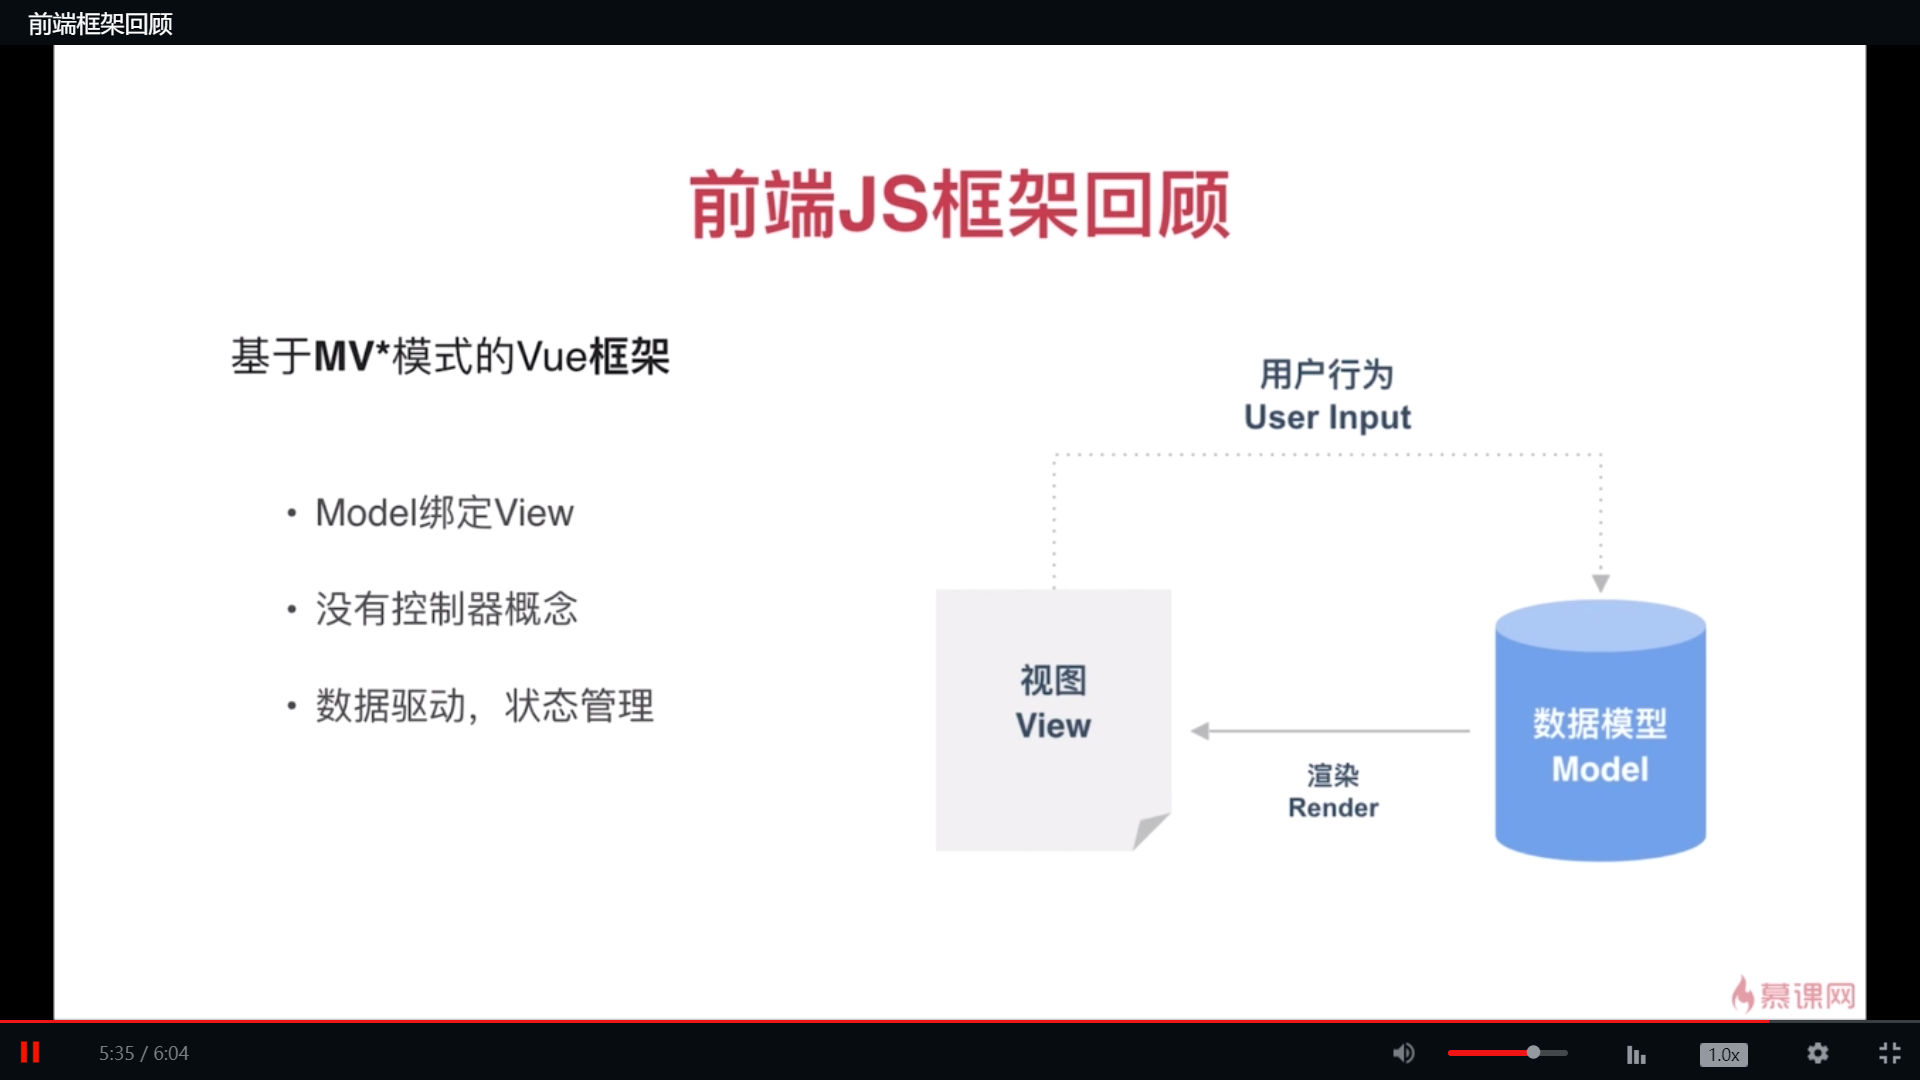 前端框架回顾
前端JS框架回顾
基于MV*模式的Vue框架
• Model绑定View
• 没有控制器概念
• 数据驱动，状态管理
用户行为
User Input
视图
View
渲染
Render
数据模型
Model
慕课网
5:35 / 6:04
1.0x